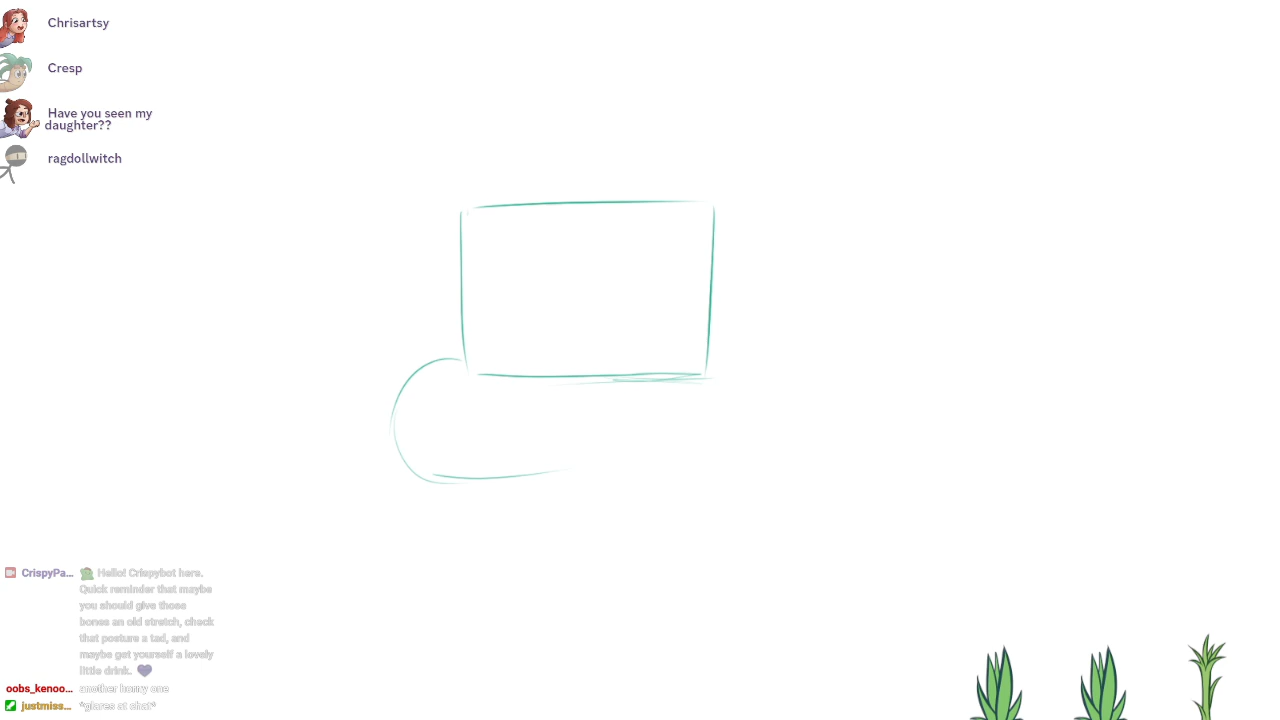 Chrisartsy
Cresp
Have you seen my
daughter??
ragdollwitch
CrispyPa... Hello! Crispybot here.
Quick reminder that maybe
you should give those
bones an old stretch, check
that posture a tad, and
maybe get yourself a lovely
little drink.
oobs_kenoo... another horny one
justmiss... *glares at chat*